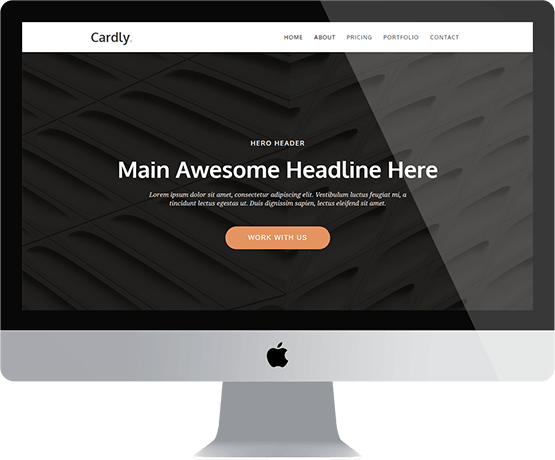 Cardly.
HOME ABOUT PRICING PORTFOLIO CONTACT
HERO HEADER
Main Awesome Headline Here
Lorem ipsum dolor sit amet, consectetur adipiscing elit. Vestibulum luctus feugiat mi, a
tincidunt lectus egestas ut. Duis dignissim sapien, lectus eleifend sit amet.
WORK WITH US